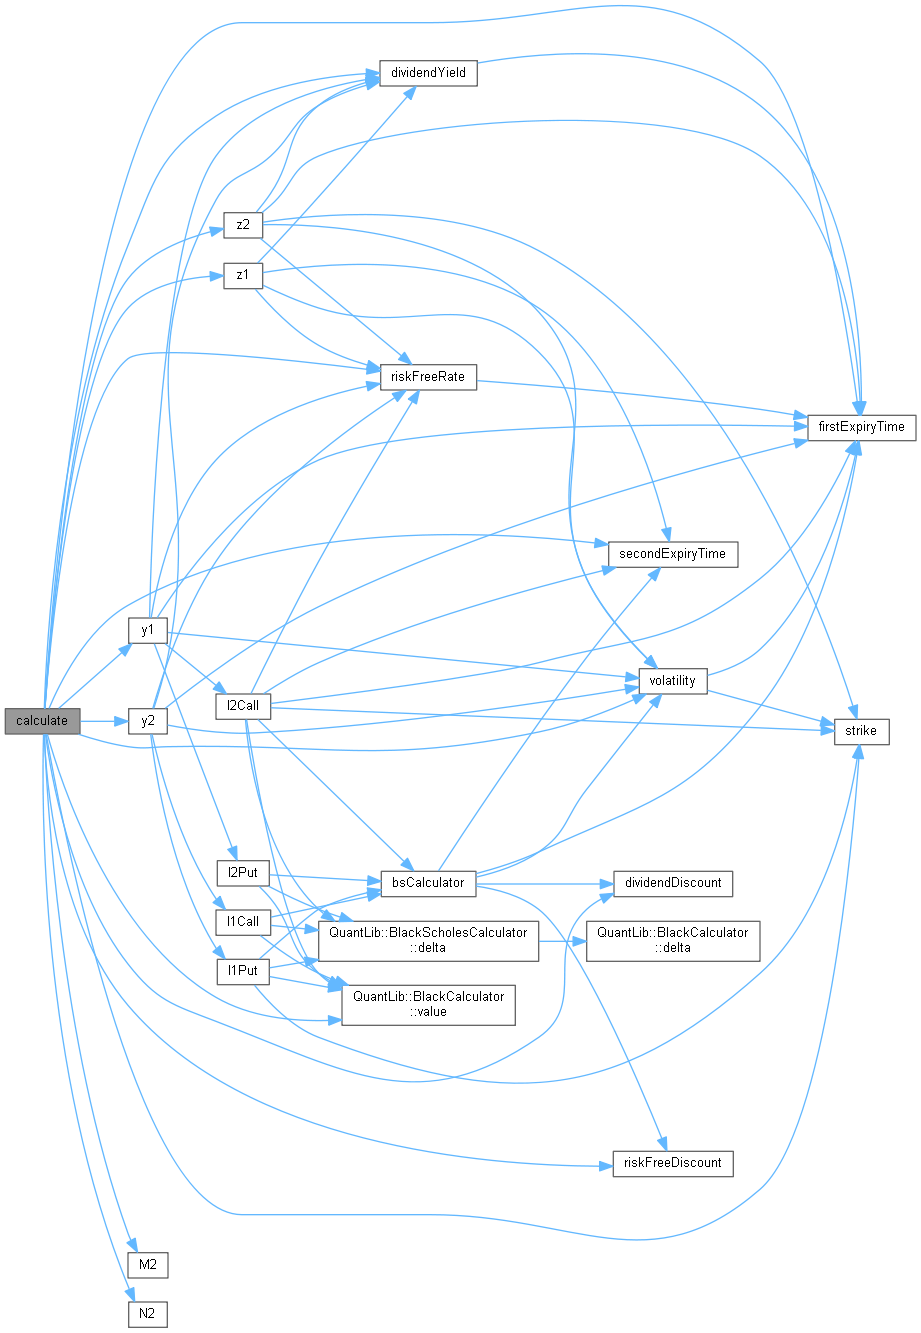 dividendYield
z2
z1
riskFreeRate
firstExpiryTime
secondExpiryTime
y1
volatility
I2Call
calculate
y2
strike
I2Put
bsCalculator
dividendDiscount
I1Call
QuantLib::BlackScholesCalculator
::delta
QuantLib::BlackCalculator
::delta
I1Put
QuantLib::BlackCalculator
::value
riskFreeDiscount
M2
N2